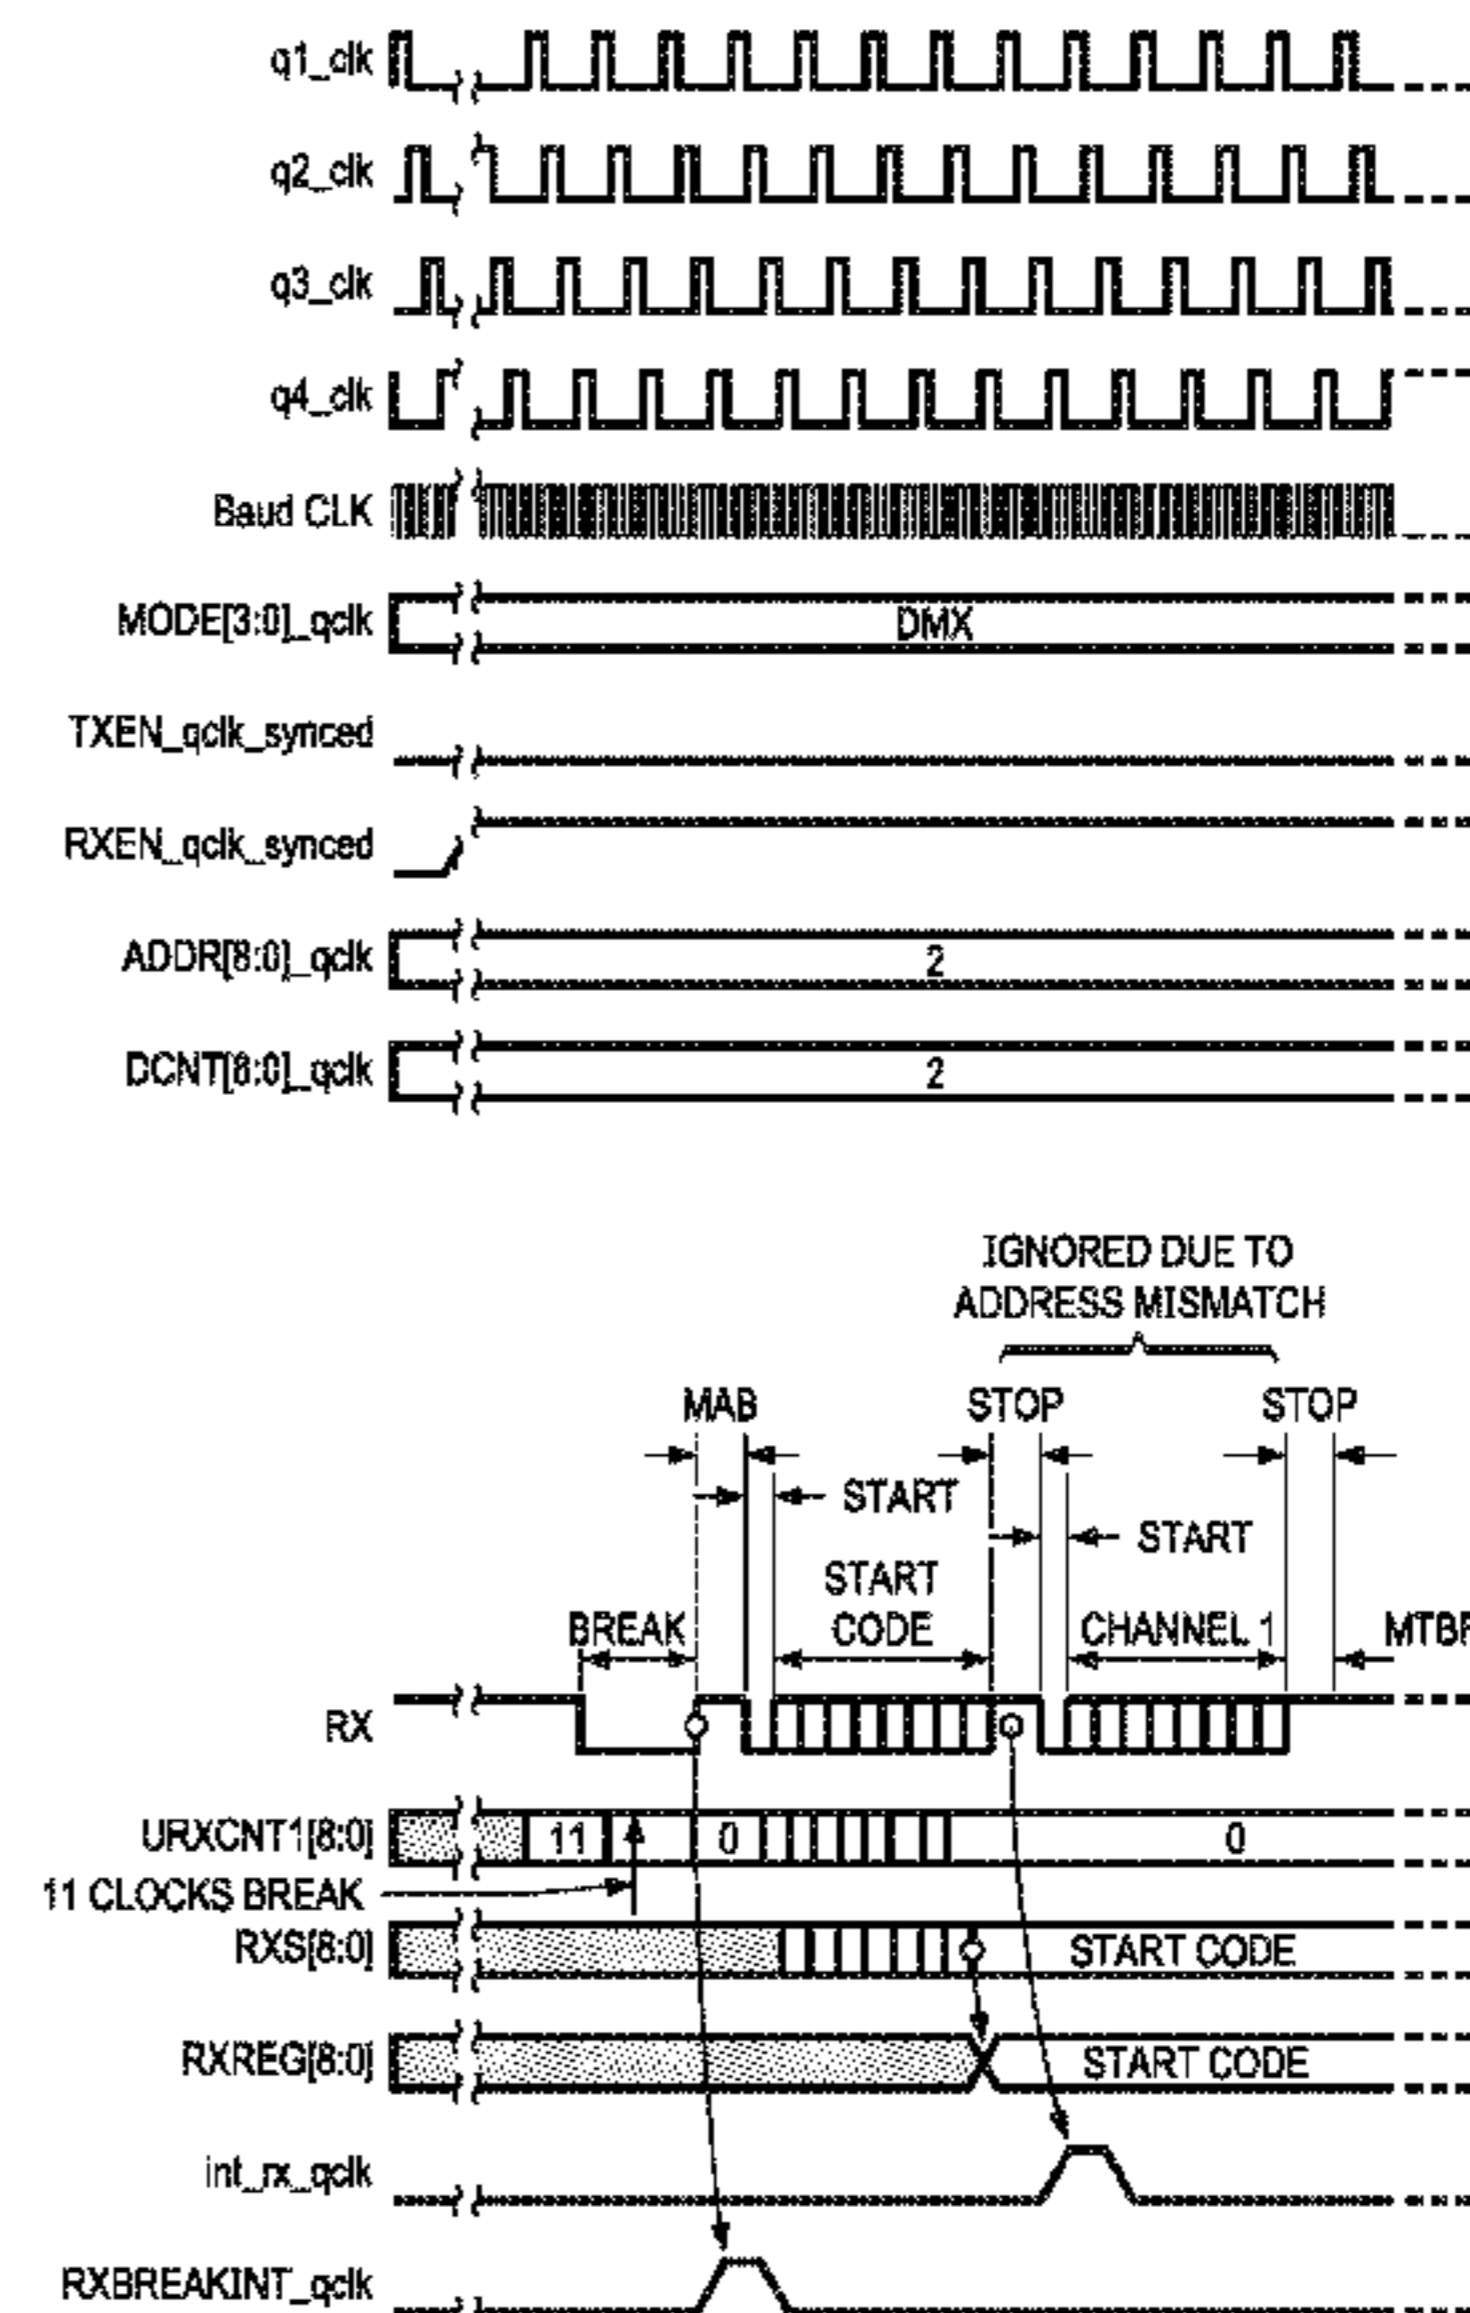 q1_clk
q2_clk
q3_clk
q4_clk
Baud CLK
MODE[3:0]_qclk
DMX
TXEN_qclk_synced
RXEN_qclk_synced
ADDR[8:0]_qclk
2
DCNT[8:0]_qclk
2
IGNORED DUE TO
ADDRESS MISMATCH
MAB
STOP
STOP
START
START
START
CODE
BREAK
CHANNEL 1
MTBF
RX
URXCNT1[8:0]
11
0
0
11 CLOCKS BREAK
RXS[8:0]
START CODE
RXREG[8:0]
START CODE
int_rx_qclk
RXBREAKINT_qclk